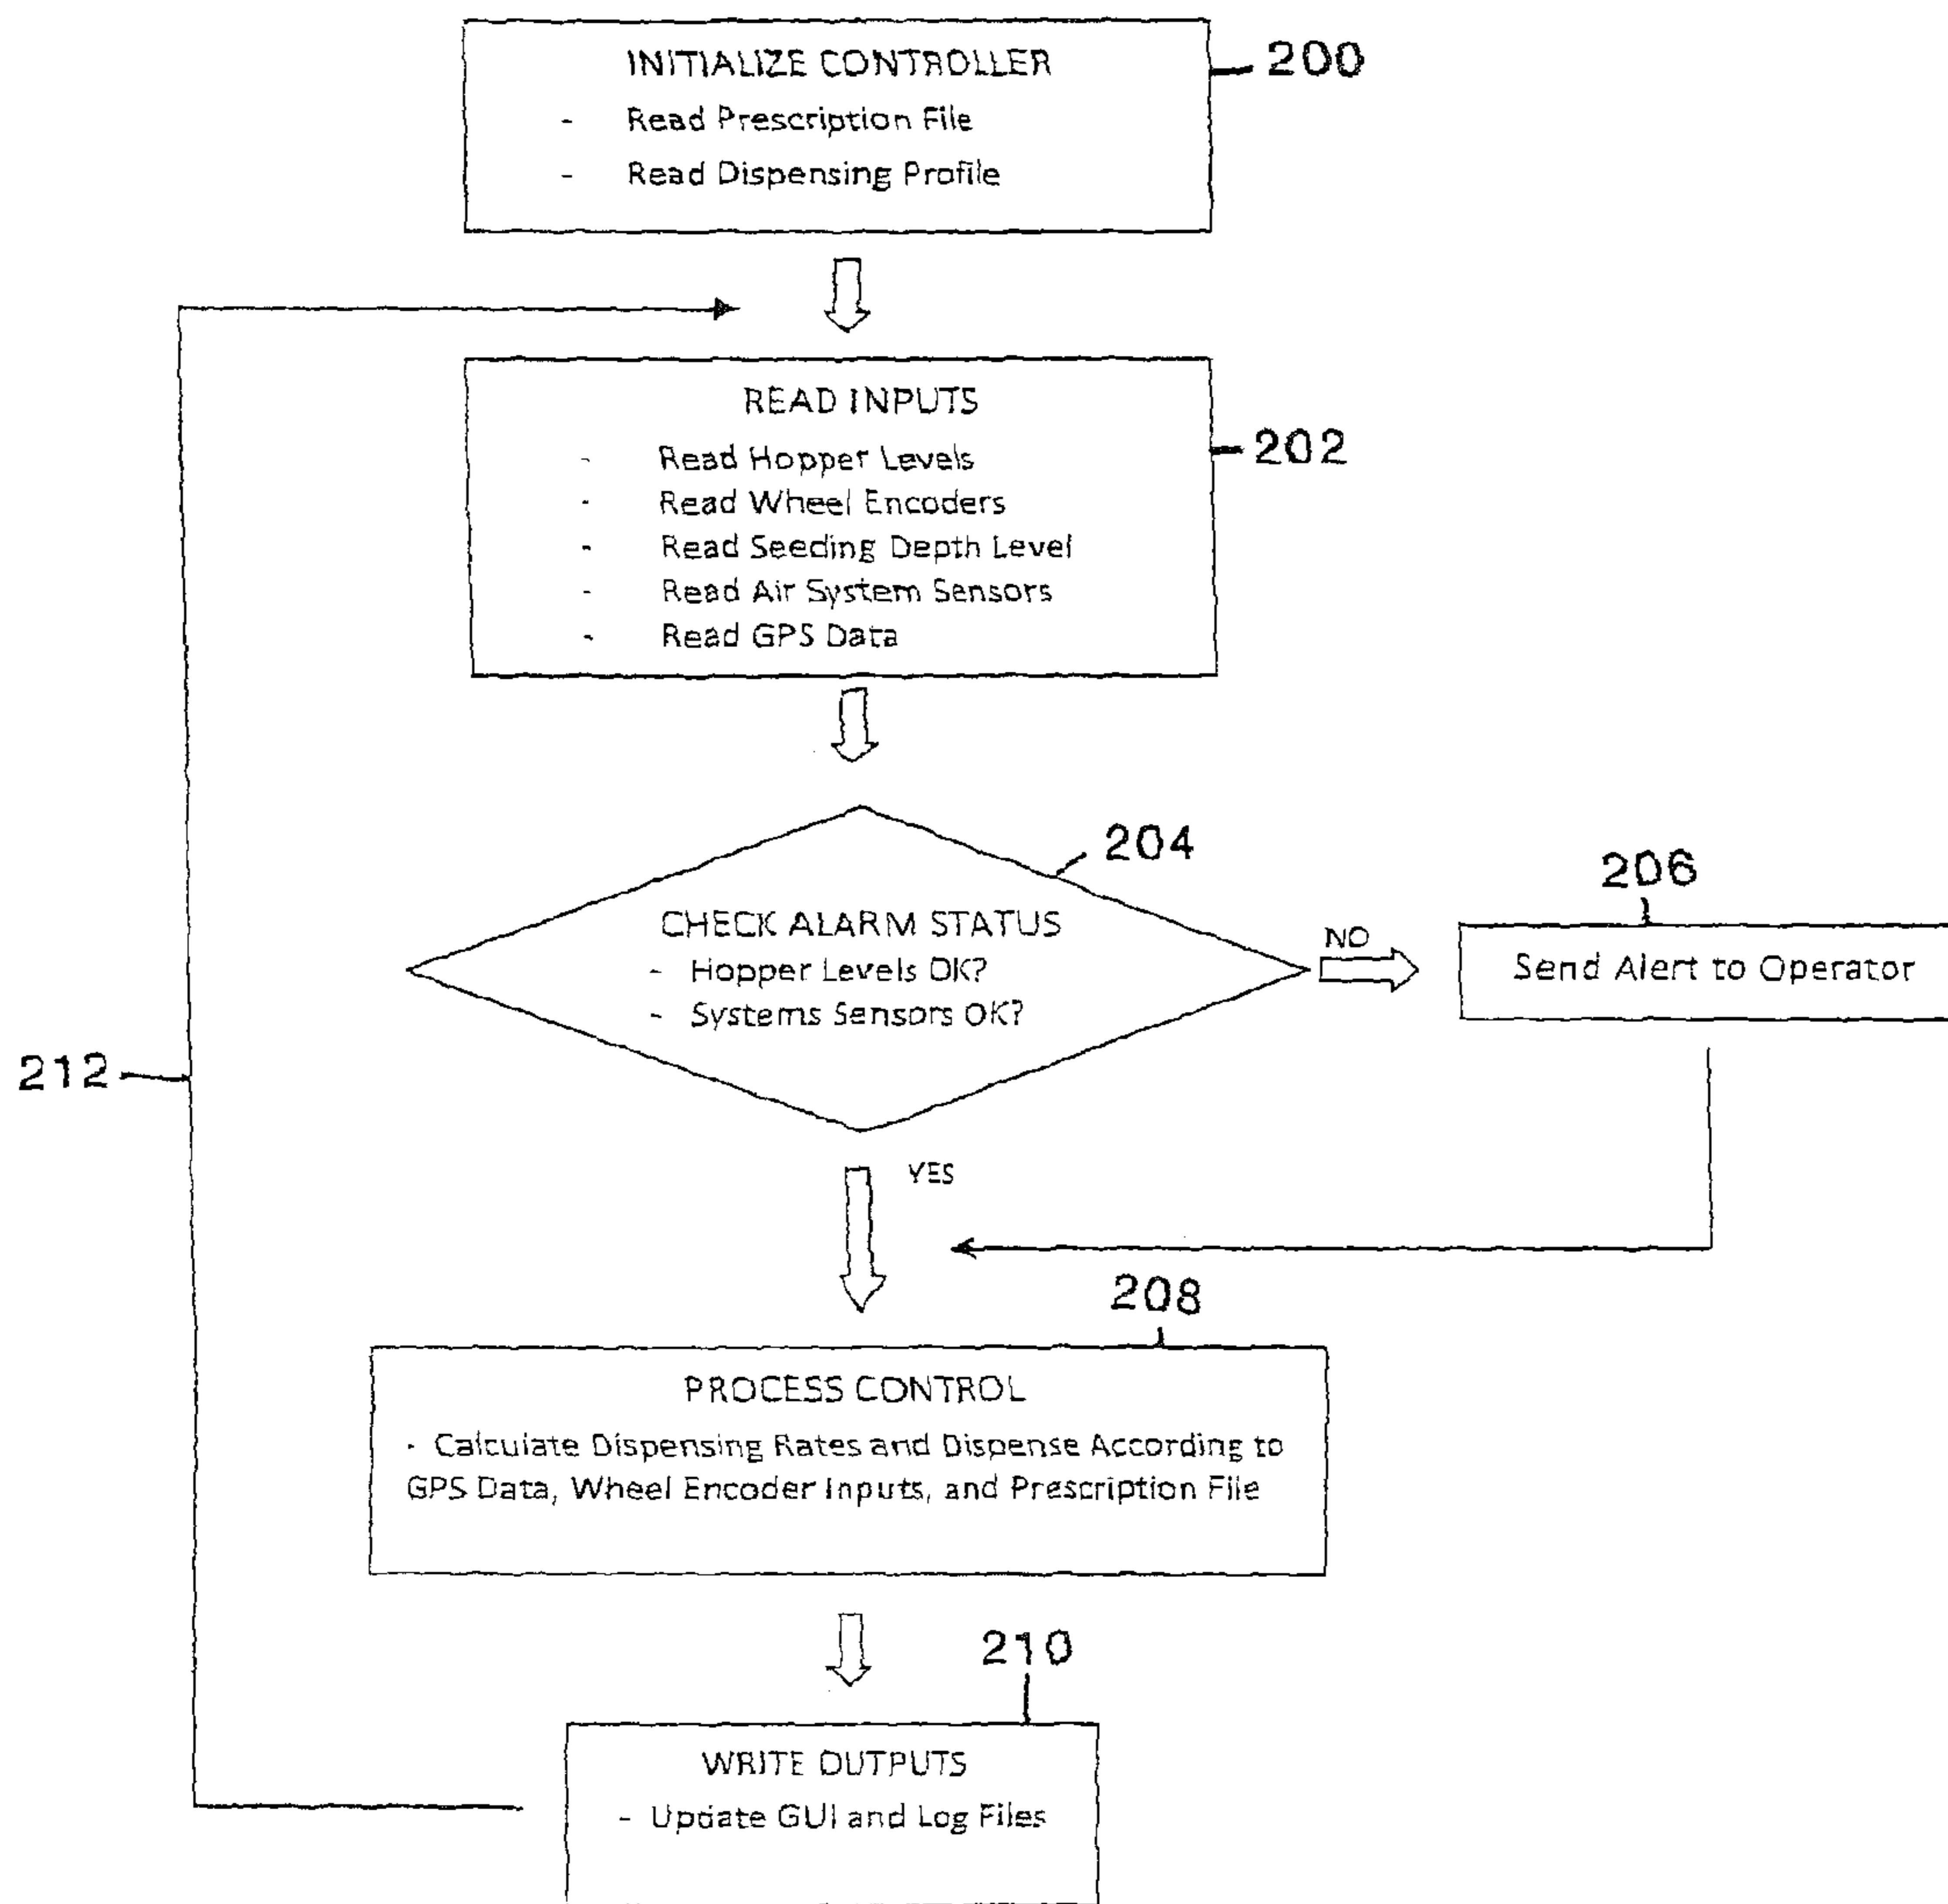 INITIALIZE CONTROLLER
200
- Read Prescription File
- Read Dispensing Profile
READ INPUTS
202
- Read Hopper Levels
- Read Wheel Encoders
- Read Seeding Depth Level
- Read Air System Sensors
- Read GPS Data
204
206
CHECK ALARM STATUS
NO
- Hopper Levels OK?
Send Alert to Operator
- Systems Sensors OK?
212
YES
208
PROCESS CONTROL
- Calculate Dispensing Rates and Dispense According to
GPS Data, Wheel Encoder Inputs, and Prescription File
210
WRITE OUTPUTS
- Update GUI and Log Files